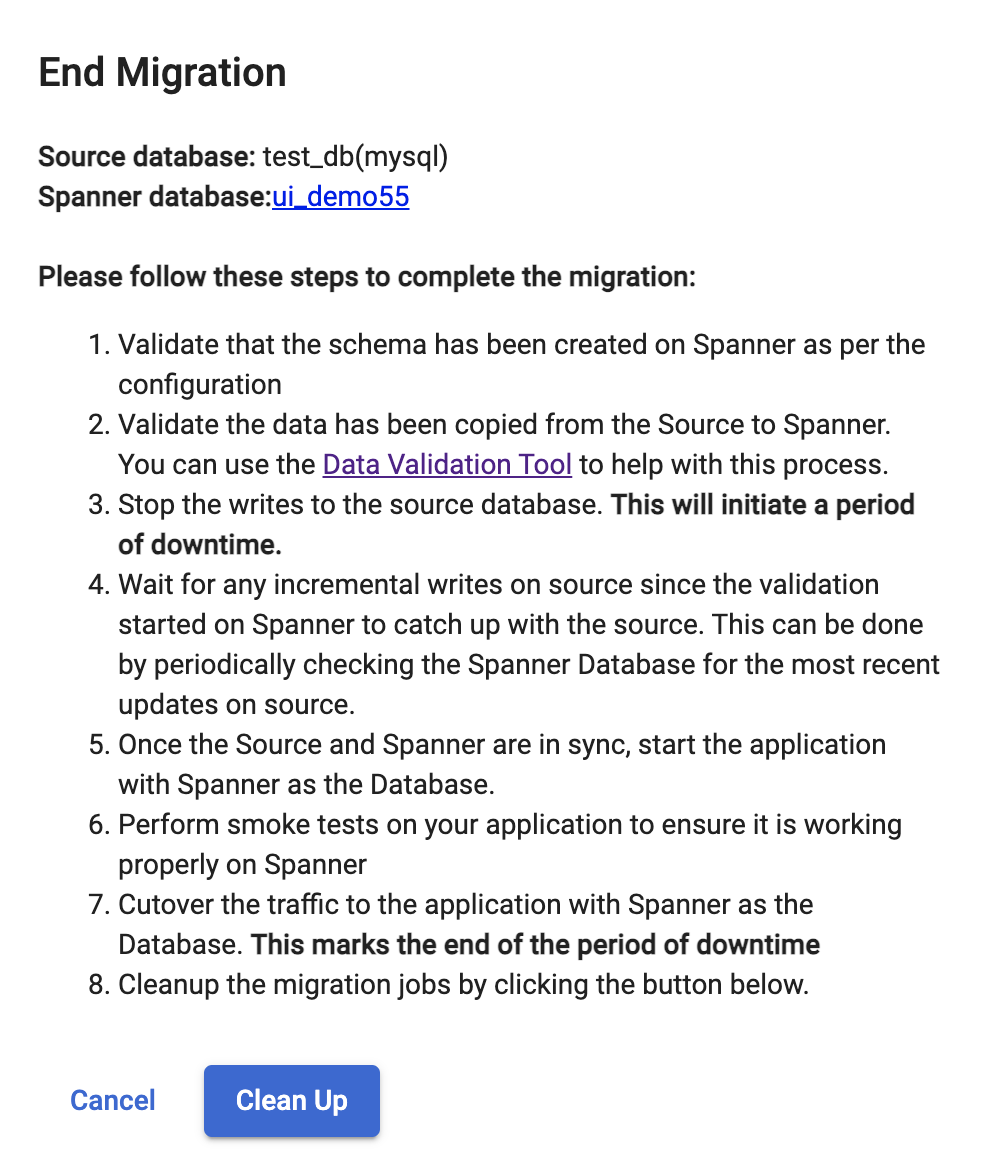 End Migration
Source database: test_db(mysql)
Spanner database:ui_demo55
Please follow these steps to complete the migration:
1. Validate that the schema has been created on Spanner as per the
configuration
2. Validate the data has been copied from the Source to Spanner.
You can use the Data Validation Tool to help with this process.
3. Stop the writes to the source database. This will initiate a period
of downtime.
4. Wait for any incremental writes on source since the validation
started on Spanner to catch up with the source. This can be done
by periodically checking the Spanner Database for the most recent
updates on source.
5. Once the Source and Spanner are in sync, start the application
with Spanner as the Database.
6. Perform smoke tests on your application to ensure it is working
properly on Spanner
7. Cutover the traffic to the application with Spanner as the
Database. This marks the end of the period of downtime
8. Cleanup the migration jobs by clicking the button below.
Cancel Clean Up